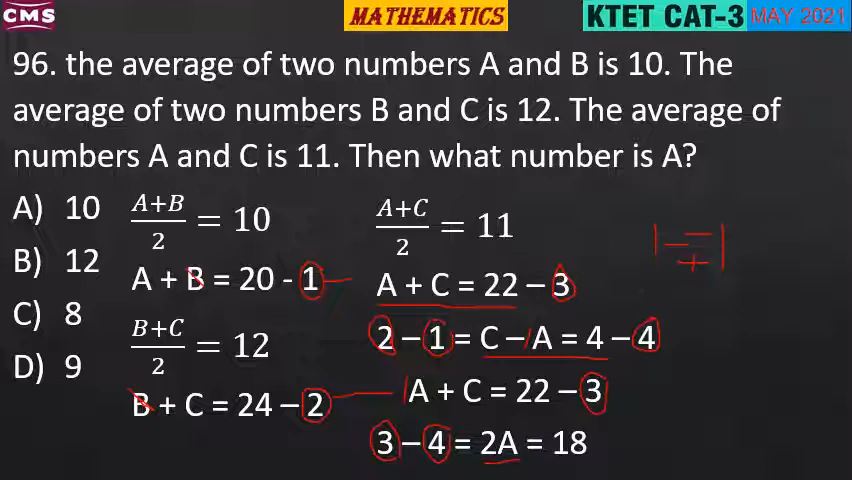 CMS
MATHEMATICS
KTET CAT-3
MAY 2021
96. the average of two numbers A and B is 10. The
average of two numbers B and C is 12. The average of
numbers A and C is 11. Then what number is A?
A) 10
B) 12
C) 8
D) 9
(A+B)/2 = 10
A + B = 20 - 1
(B+C)/2 = 12
B + C = 24 – 2
(A+C)/2 = 11
A + C = 22 – 3
2 – 1 = C – A = 4 – 4
A + C = 22 – 3
3 – 4 = 2A = 18